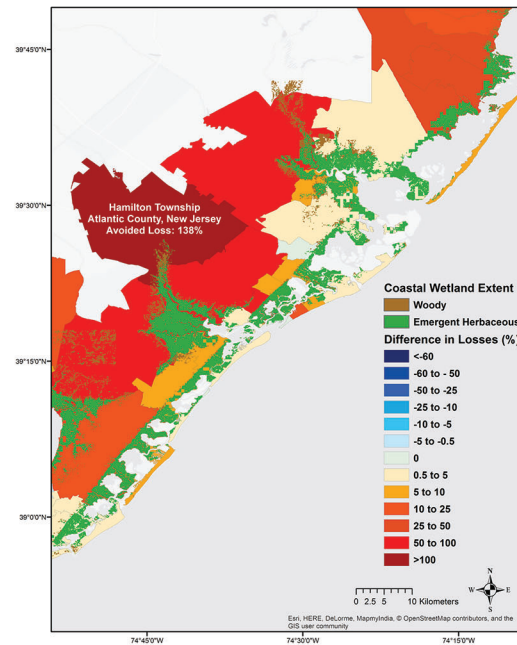 39°45'0"N
39°30'0"N
39°15'0"N
39°0'0"N
Hamilton Township
Atlantic County, New Jersey
Avoided Loss: 138%
Coastal Wetland Extent
Woody
Emergent Herbaceous
Difference in Losses (%)
<-60
-60 to - 50
-50 to -25
-25 to -10
-10 to -5
-5 to -0.5
0
0.5 to 5
5 to 10
10 to 25
25 to 50
50 to 100
>100
N
W E
S
0 2.5 5 10 Kilometers
Esri, HERE, DeLorme, MapmyIndia, © OpenStreetMap contributors, and the
GIS user community
74°45'0"W 74°30'0"W 74°15'0"W